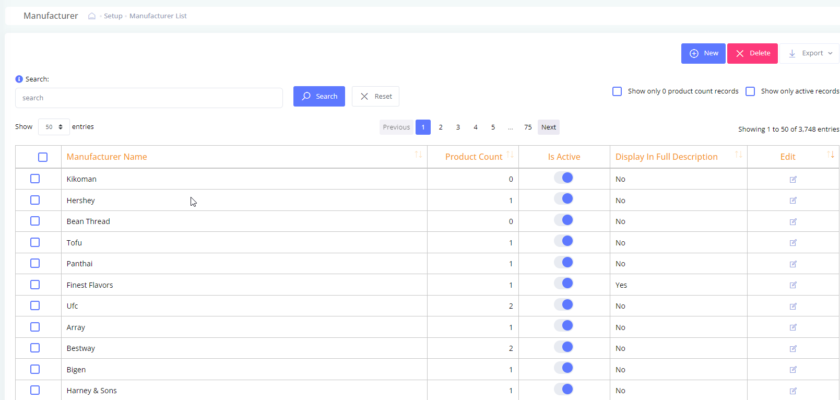 Manufacturer Setup - Manufacturer List
New Delete Export
Search:
search Search Reset
Show only 0 product count records Show only active records
Show 50 entries
Previous 1 2 3 4 5 ... 75 Next
Showing 1 to 50 of 3,748 entries
Manufacturer Name Product Count Is Active Display In Full Description Edit
Kikoman 0 No
Hershey 1 No
Bean Thread 0 No
Tofu 1 No
Panthai 1 No
Finest Flavors 1 Yes
Ufc 2 No
Array 1 No
Bestway 2 No
Bigen 1 No
Harney & Sons 1 No